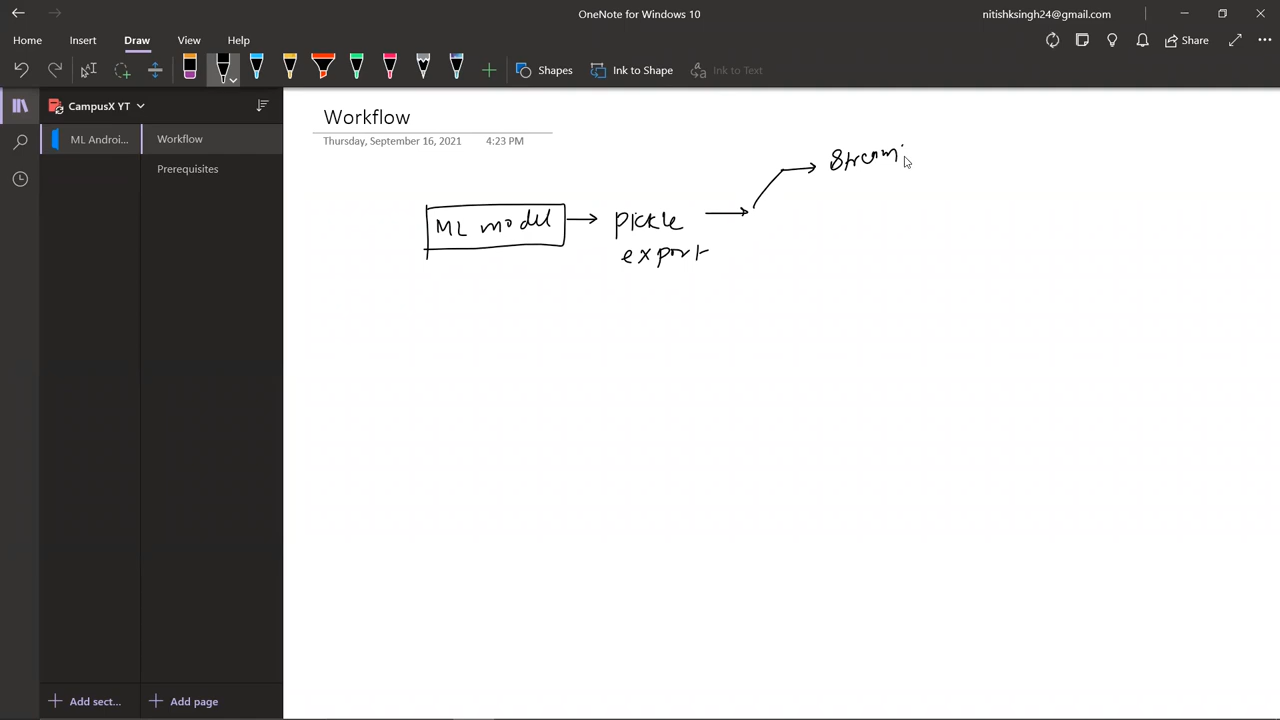 OneNote for Windows 10
nitishksingh24@gmail.com
Home Insert Draw View Help
Share
Shapes Ink to Shape Ink to Text
CampusX YT
ML Androi... Workflow
Prerequisites
Workflow
Thursday, September 16, 2021 4:23 PM
Streami
ML model pickle
export
Add sect... Add page